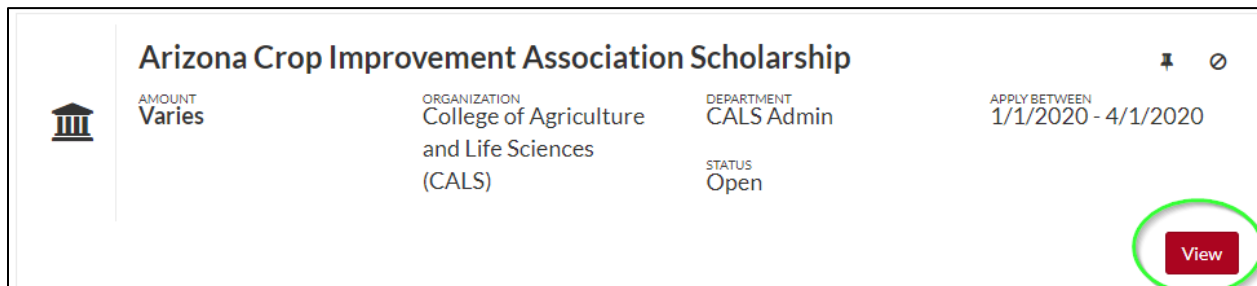 Arizona Crop Improvement Association Scholarship
AMOUNT
Varies
ORGANIZATION
College of Agriculture
and Life Sciences
(CALS)
DEPARTMENT
CALS Admin
STATUS
Open
APPLY BETWEEN
1/1/2020 - 4/1/2020
View